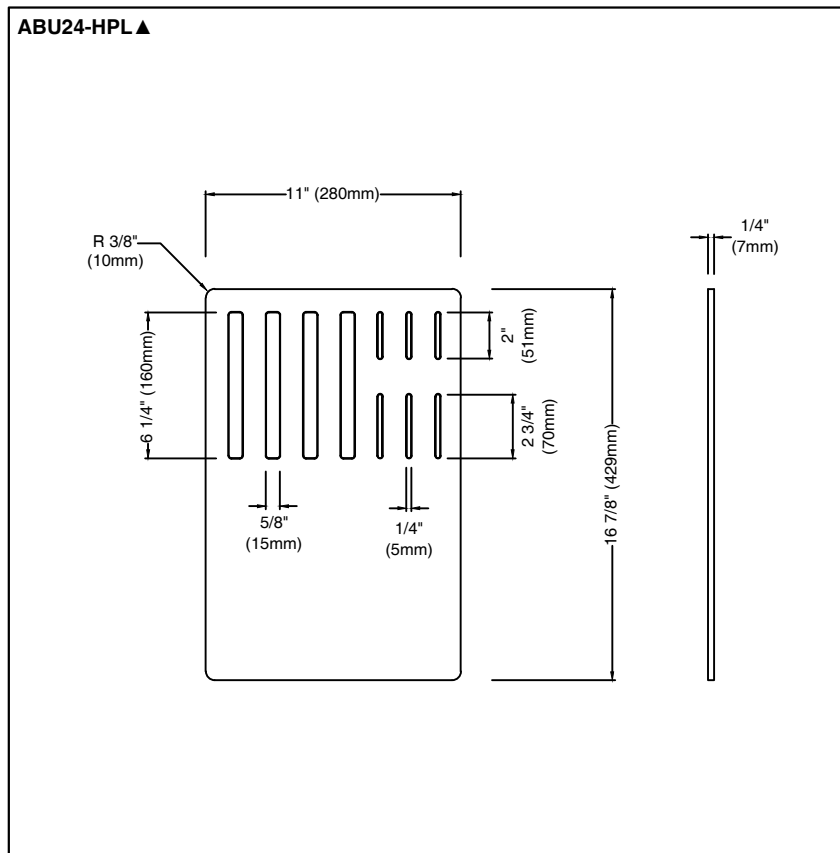 ABU24-HPL▲
11" (280mm)
R 3/8"
(10mm)
1/4"
(7mm)
6 1/4" (160mm)
2"
(51mm)
2 3/4"
(70mm)
16 7/8" (429mm)
5/8"
(15mm)
1/4"
(5mm)